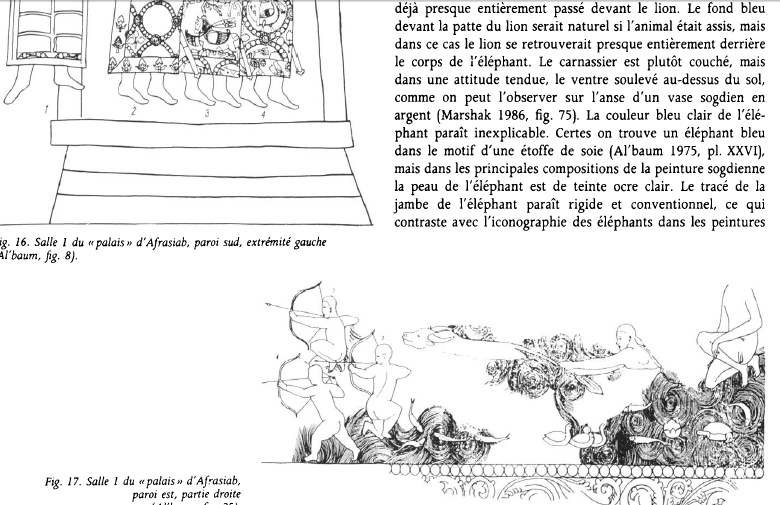 déjà presque entièrement passé devant le lion. Le fond bleu
devant la patte du lion serait naturel si l'animal était assis, mais
dans ce cas le lion se retrouverait presque entièrement derrière
le corps de l'éléphant. Le carnassier est plutôt couché, mais
dans une attitude tendue, le ventre soulevé au-dessus du sol,
comme on peut l'observer sur l'anse d'un vase sogdien en
argent (Marshak 1986, fig. 75). La couleur bleu clair de l'élé-
phant paraît inexplicable. Certes on trouve un éléphant bleu
dans le motif d'une étoffe de soie (Al'baum 1975, pl. XXVI),
mais dans les principales compositions de la peinture sogdienne
la peau de l'éléphant est de teinte ocre clair. Le tracé de la
jambe de l'éléphant paraît rigide et conventionnel, ce qui
contraste avec l'iconographie des éléphants dans les peintures
1 2 3 4
ig. 16. Salle 1 du «palais» d'Afrasiab, paroi sud, extrémité gauche
Al'baum, fig. 8).
Fig. 17. Salle 1 du «palais» d'Afrasiab,
paroi est, partie droite